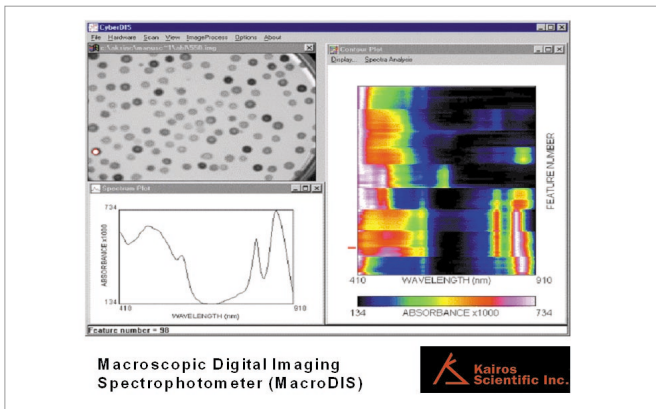 CyberDIS
File Hardware Scan View ImageProcess Options About
Contour Plot
Display... Spectra Analysis
FEATURE NUMBER
410 WAVELENGTH (nm) 910
134 ABSORBANCE x1000 734
Spectrum Plot
734
ABSORBANCE x1000
134
410 910
WAVELENGTH (nm)
Feature number = 98
Macroscopic Digital Imaging
Spectrophotometer (MacroDIS)
Kairos
Scientific Inc.